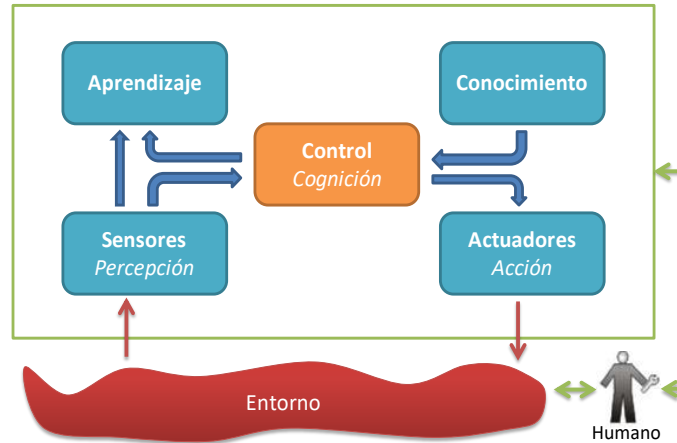 Aprendizaje
Conocimiento
Control
Cognición
Sensores
Percepción
Actuadores
Acción
Entorno
Humano